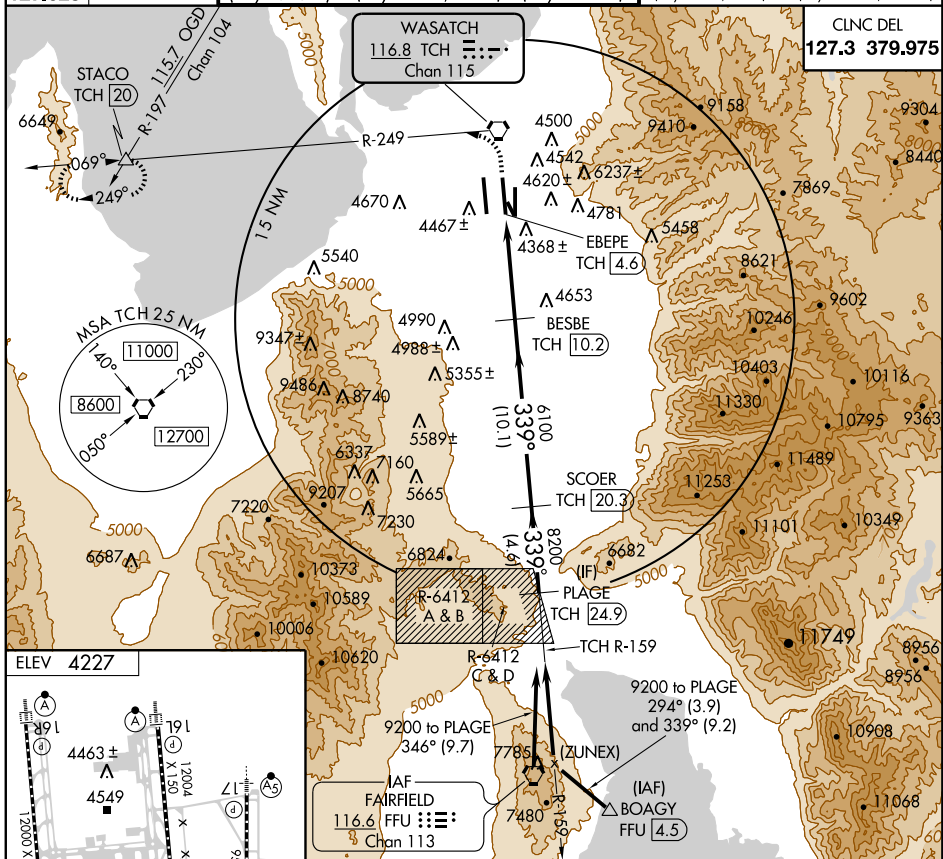 WASATCH
116.8 TCH
Chan 115
CLNC DEL
127.3 379.975
115.7 OGD
Chan 104
R-197
STACO
TCH 20
6649
069°
249°
R-249
15 NM
4500
4542
4620±
6237±
4781
5000
9158
9410
9304
8440
7869
4670
4467±
4368±
EBEPE
TCH 4.6
5458
8621
5540
5000
4653
BESBE
TCH 10.2
9602
10246
MSA TCH 25 NM
140°
11000
230°
8600
050°
12700
9347±
4990
4988±
5355±
9486
8740
5589±
6100
339°
(10.1)
10403
11330
10116
10795
9363
5000
6337
7160
5665
9207
7230
7220
SCOER
TCH 20.3
11253
11489
11101
10349
5000
6687
6824
8200
339°
(4.6)
6682
5000
(IF)
PLAGE
TCH 24.9
10373
10589
10006
10620
R-6412
A & B
R-6412
C & D
TCH R-159
11749
8956
8956
5000
9200 to PLAGE
346° (9.7)
9200 to PLAGE
294° (3.9)
and 339° (9.2)
7785
(ZUNEX)
7480
R-159
IAF
FAIRFIELD
116.6 FFU
Chan 113
(IAF)
BOAGY
FFU 4.5
10908
11068
ELEV 4227
A
16R
P
A
16L
P
4463±
4549
12004 X 150
12000 X
17
P
A5